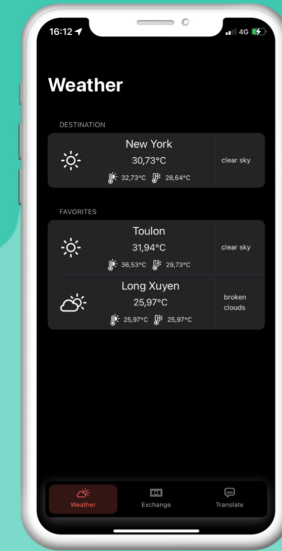 16:12 4G
Weather
DESTINATION
New York
30,73°C clear sky
32,73°C 28,64°C
FAVORITES
Toulon
31,94°C clear sky
36,53°C 29,73°C
Long Xuyen
25,97°C broken clouds
25,97°C 25,97°C
Weather Exchange Translate